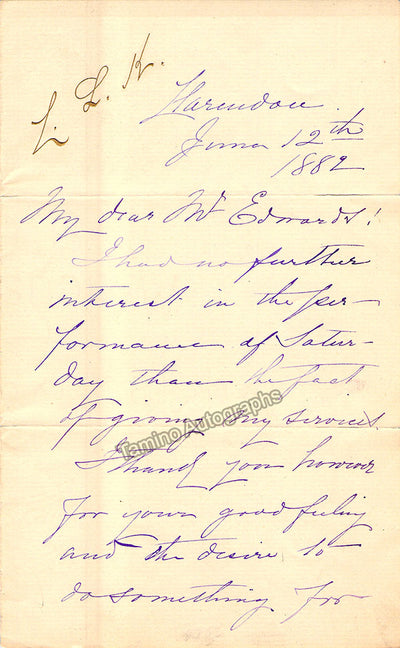 L. L. K.
Clarendon.
June 12th
1882
My dear Mr Edwards!
I had no further
interest in the per-
formance of Satur-
day than the fact
of giving my services.
Tamino Autographs
I thank you however
for your good feeling
and the desire to
do something for